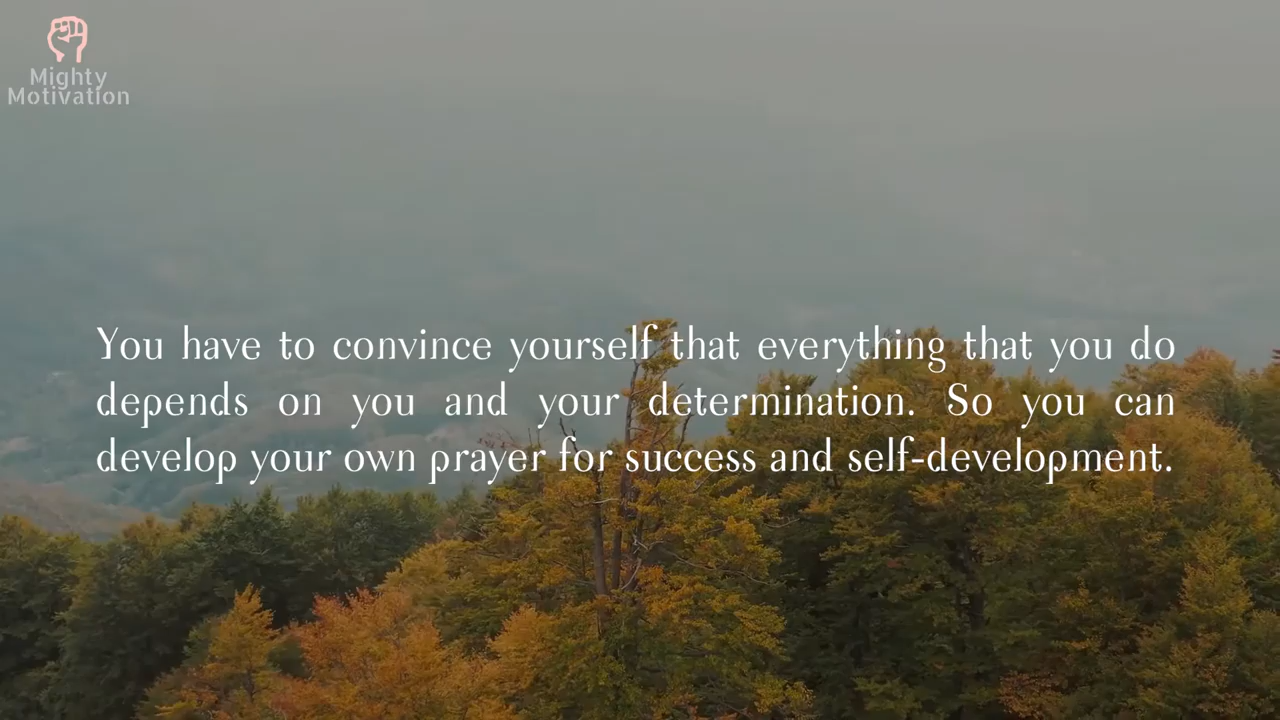 Mighty
Motivation
You have to convince yourself that everything that you do
depends on you and your determination. So you can
develop your own prayer for success and self-development.